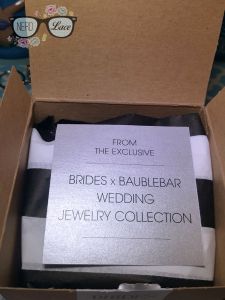 NERD
Lace
FROM
THE EXCLUSIVE
BRIDES x BAUBLEBAR
WEDDING
JEWELRY COLLECTION